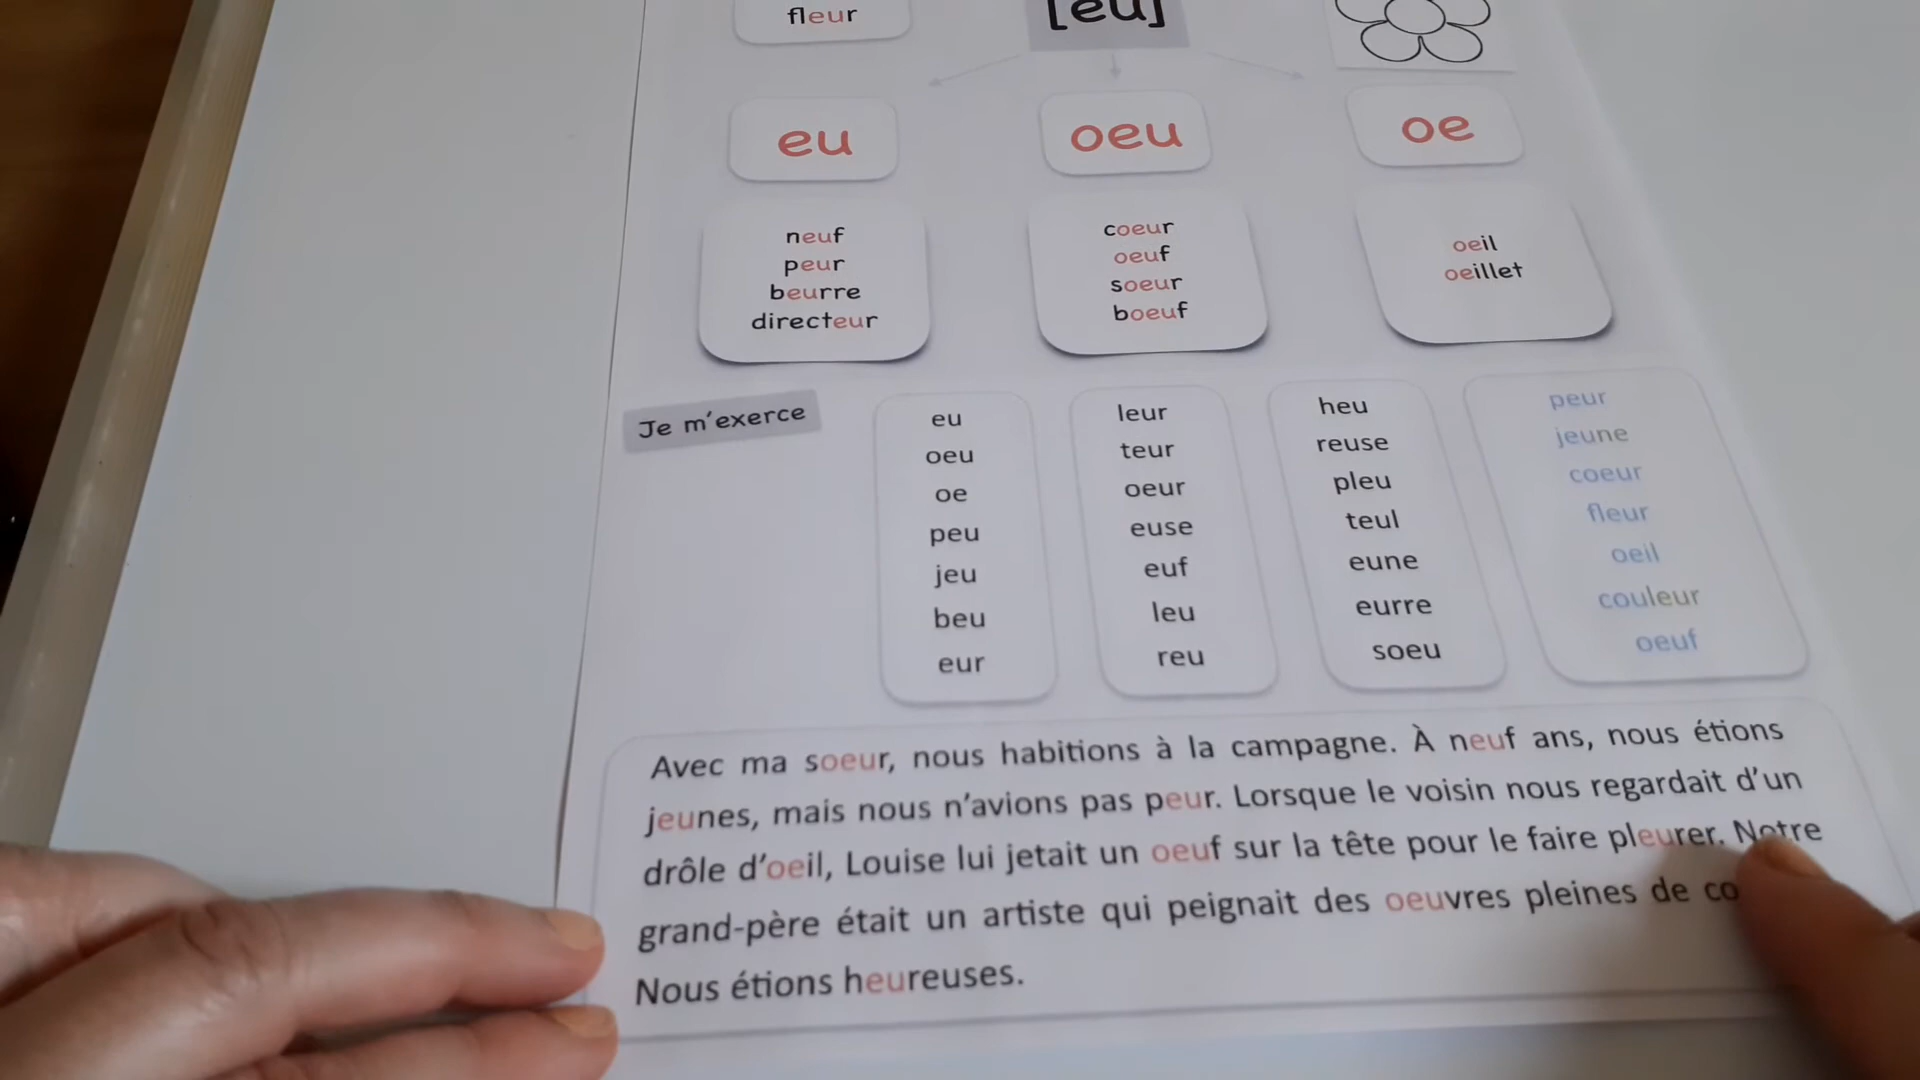 fleur
[eu]
eu
oeu
oe
neuf
peur
beurre
directeur
coeur
oeuf
soeur
boeuf
oeil
oeillet
Je m'exerce
eu
oeu
oe
peu
jeu
beu
eur
leur
teur
oeur
euse
euf
leu
reu
heu
reuse
pleu
teul
eune
eurre
soeu
peur
jeune
coeur
fleur
oeil
couleur
oeuf
Avec ma soeur, nous habitions à la campagne. À neuf ans, nous étions
jeunes, mais nous n'avions pas peur. Lorsque le voisin nous regardait d'un
drôle d'oeil, Louise lui jetait un oeuf sur la tête pour le faire pleurer. Notre
grand-père était un artiste qui peignait des oeuvres pleines de
Nous étions heureuses.